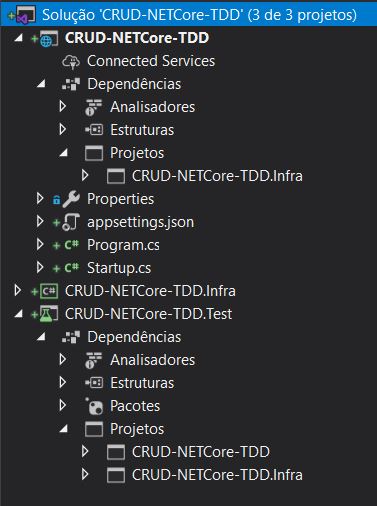 Solução 'CRUD-NETCore-TDD' (3 de 3 projetos)
CRUD-NETCore-TDD
Connected Services
Dependências
Analisadores
Estruturas
Projetos
CRUD-NETCore-TDD.Infra
Properties
appsettings.json
C# Program.cs
C# Startup.cs
C# CRUD-NETCore-TDD.Infra
CRUD-NETCore-TDD.Test
Dependências
Analisadores
Estruturas
Pacotes
Projetos
CRUD-NETCore-TDD
CRUD-NETCore-TDD.Infra